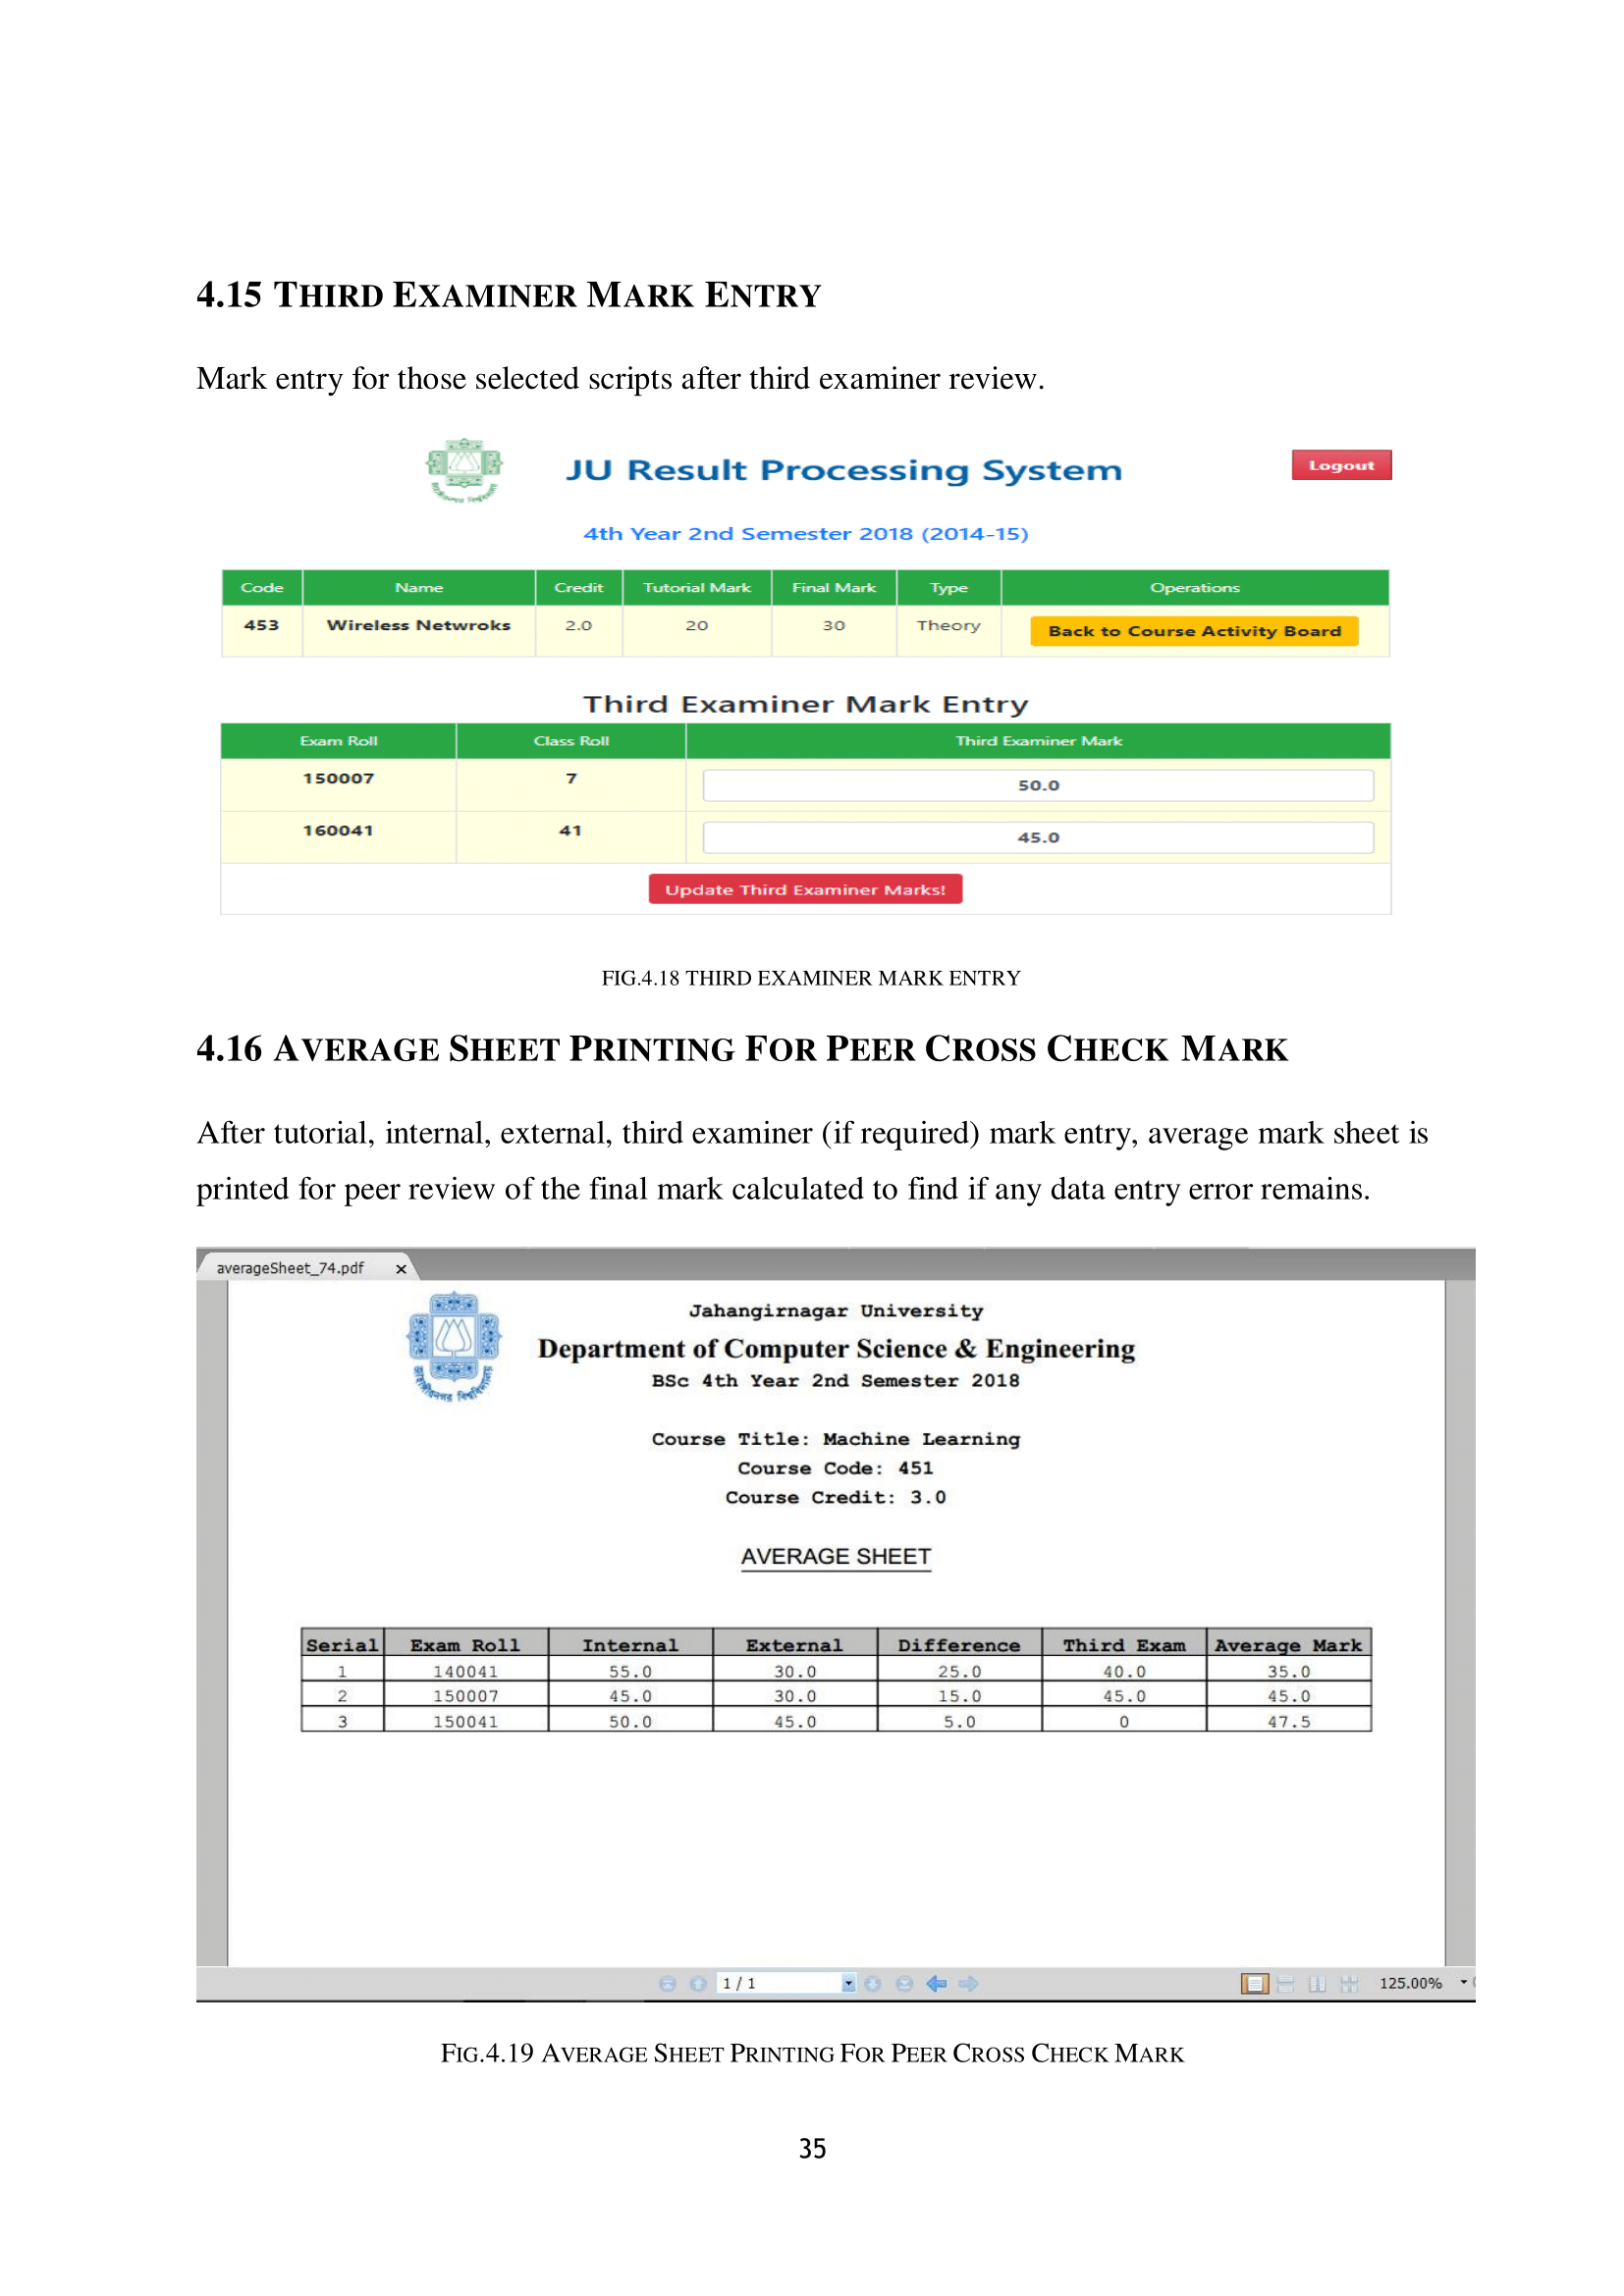 4.15 THIRD EXAMINER MARK ENTRY
Mark entry for those selected scripts after third examiner review.
JU Result Processing System
Logout
4th Year 2nd Semester 2018 (2014-15)
Code Name Credit Tutorial Mark Final Mark Type Operations
453 Wireless Netwroks 2.0 20 30 Theory Back to Course Activity Board
Third Examiner Mark Entry
Exam Roll Class Roll Third Examiner Mark
150007 7 50.0
160041 41 45.0
Update Third Examiner Marks!
FIG.4.18 THIRD EXAMINER MARK ENTRY
4.16 AVERAGE SHEET PRINTING FOR PEER CROSS CHECK MARK
After tutorial, internal, external, third examiner (if required) mark entry, average mark sheet is
printed for peer review of the final mark calculated to find if any data entry error remains.
averageSheet_74.pdf x
Jahangirnagar University
Department of Computer Science & Engineering
BSc 4th Year 2nd Semester 2018
Course Title: Machine Learning
Course Code: 451
Course Credit: 3.0
AVERAGE SHEET
Serial Exam Roll Internal External Difference Third Exam Average Mark
1 140041 55.0 30.0 25.0 40.0 35.0
2 150007 45.0 30.0 15.0 45.0 45.0
3 150041 50.0 45.0 5.0 0 47.5
1 / 1
125.00%
FIG.4.19 AVERAGE SHEET PRINTING FOR PEER CROSS CHECK MARK
35